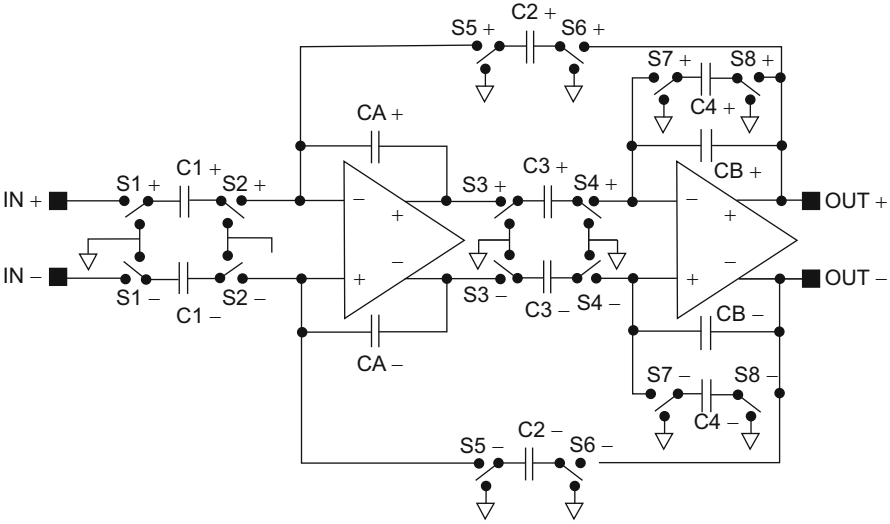 C2 +
S5 + S6 +
S7 + S8 +
C4 +
CA +
CB +
C1 + C3 +
S1 + S2 + S3 + S4 +
IN + − + − + OUT +
IN − + − + − OUT −
S1 − S2 − S3 − S4 −
C1 − C3 −
CB −
CA −
S7 − S8 −
C4 −
C2 −
S5 − S6 −